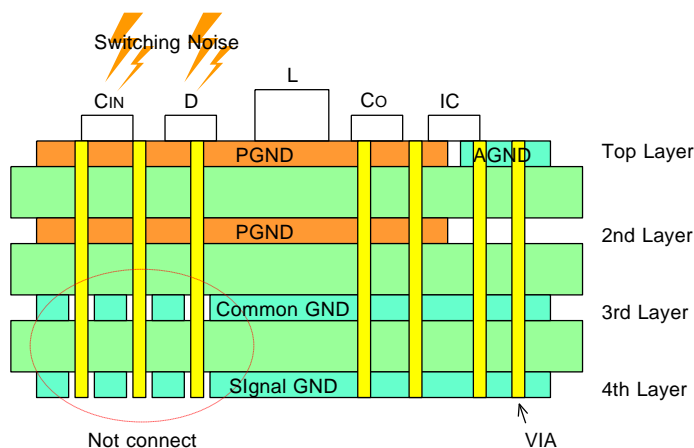 Switching Noise
L
CIN
D
CO
IC
PGND
AGND
Top Layer
PGND
2nd Layer
Common GND
3rd Layer
SIgnal GND
4th Layer
Not connect
VIA